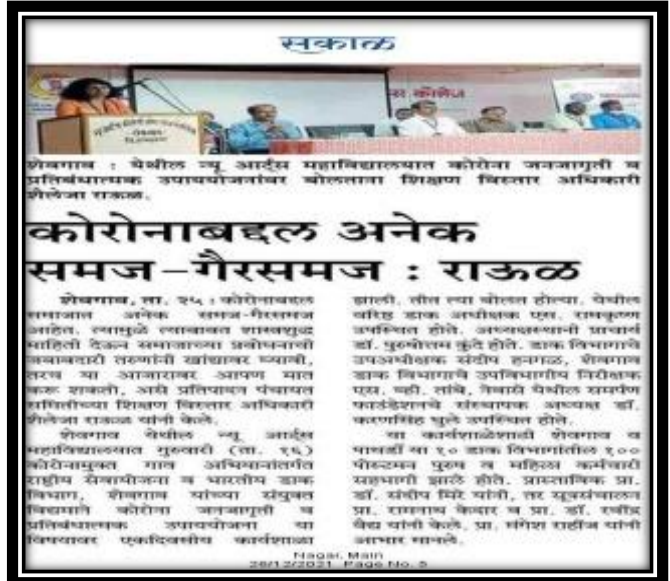 सकाळ
शेवगाव : येथील न्यू आर्ट्स महाविद्यालयात कोरोना जनजागृती व
प्रतिबंधात्मक उपाययोजनांवर बोलताना शिक्षण विस्तार अधिकारी
शैलेजा राऊळ.
कोरोनाबद्दल अनेक
समज-गैरसमज : राऊळ
शेवगाव, ता. २५ : कोरोनाबद्दल
समाजात अनेक समज-गैरसमज
आहेत. त्यामुळे त्याबाबत शास्त्रशुद्ध
माहिती देऊन समाजाच्या प्रबोधनाची
जबाबदारी तरुणांनी खांद्यावर घ्यावी,
तरच या आजारावर आपण मात
करू शकतो, असे प्रतिपादन पंचायत
समितीच्या शिक्षण विस्तार अधिकारी
शैलेजा राऊळ यांनी केले.
शेवगाव येथील न्यू आर्ट्स
महाविद्यालयात गुरुवारी (ता. १६)
कोरोनामुक्त गाव अभियानांतर्गत
राष्ट्रीय सेवायोजना व भारतीय डाक
विभाग, शेवगाव यांच्या संयुक्त
विद्यमाने कोरोना जनजागृती व
प्रतिबंधात्मक उपाययोजना या
विषयावर एकदिवसीय कार्यशाळा
झाली. तीत त्या बोलत होत्या. येथील
वरिष्ठ डाक अधीक्षक एस. रामकृष्ण
उपस्थित होते. अध्यक्षस्थानी प्राचार्य
डॉ. पुरुषोत्तम कुंदे होते. डाक विभागाचे
उपअधीक्षक संदीप हनगळ, शेवगाव
डाक विभागाचे उपविभागीय निरीक्षक
एस. व्ही. तांबे, नेवासे येथील समर्पण
फाउंडेशनचे संस्थापक अध्यक्ष डॉ.
करणसिंह घुले उपस्थित होते.
या कार्यशाळेसाठी शेवगाव व
पाथर्डी या १० डाक विभागांतील १००
पोस्टमन पुरुष व महिला कर्मचारी
सहभागी झाले होते. प्रास्ताविक प्रा.
डॉ. संदीप मिरे यांनी, तर सूत्रसंचालन
प्रा. रामनाथ केदार व प्रा. डॉ. रवींद्र
वैद्य यांनी केले. प्रा. मंगेश राहींज यांनी
आभार मानले.
Nagar, Main
26/12/2021 Page No. 5